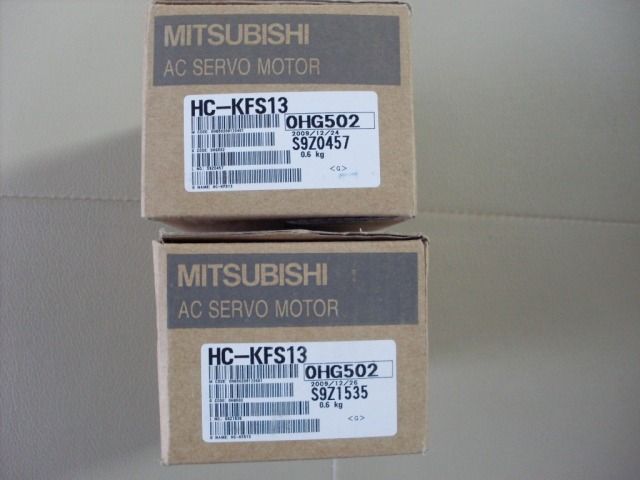 MITSUBISHI
AC SERVO MOTOR
HC-KFS13
OHG502
2009/12/24
S9Z0457
0.6 kg
<G>
MITSUBISHI
AC SERVO MOTOR
HC-KFS13
OHG502
2009/12/26
S9Z1535
0.6 kg
<G>